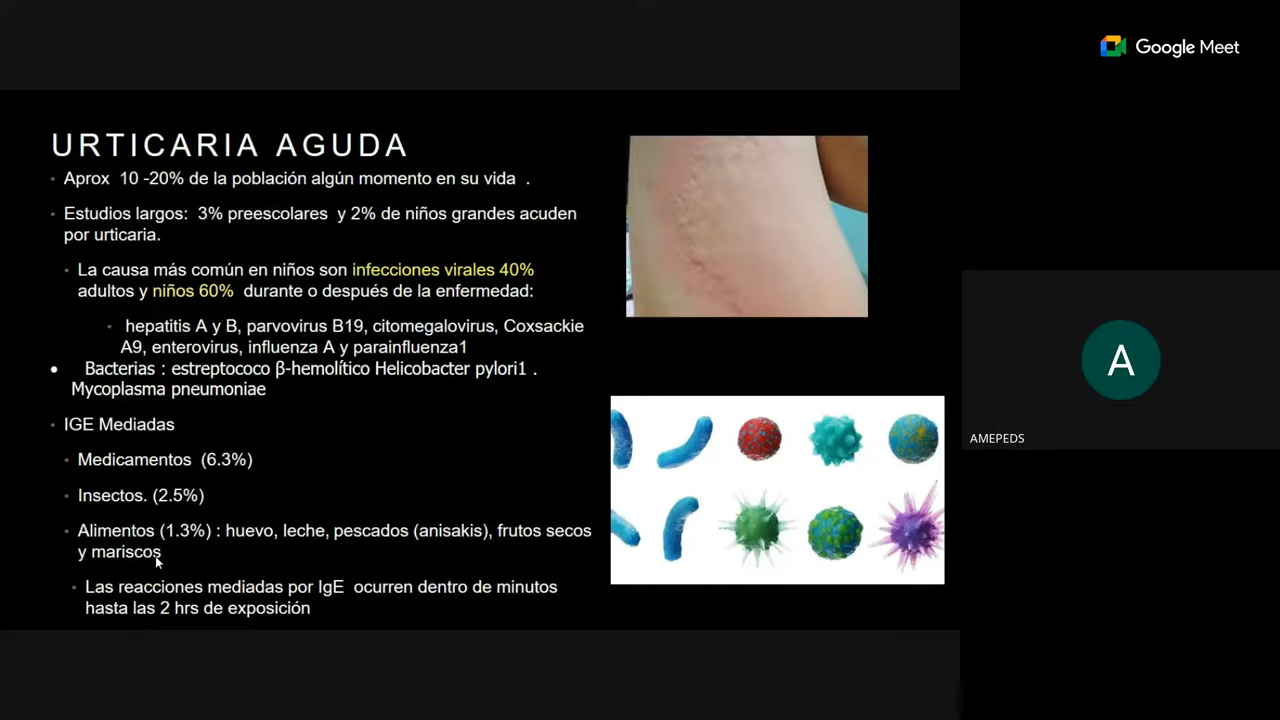 Google Meet
URTICARIA AGUDA
Aprox 10 -20% de la población algún momento en su vida .
Estudios largos: 3% preescolares y 2% de niños grandes acuden
por urticaria.
La causa más común en niños son infecciones virales 40%
adultos y niños 60% durante o después de la enfermedad:
hepatitis A y B, parvovirus B19, citomegalovirus, Coxsackie
A9, enterovirus, influenza A y parainfluenza1
Bacterias : estreptococo β-hemolítico Helicobacter pylori1 .
Mycoplasma pneumoniae
IGE Mediadas
Medicamentos (6.3%)
Insectos. (2.5%)
Alimentos (1.3%) : huevo, leche, pescados (anisakis), frutos secos
y mariscos
Las reacciones mediadas por IgE ocurren dentro de minutos
hasta las 2 hrs de exposición
A
AMEPEDS